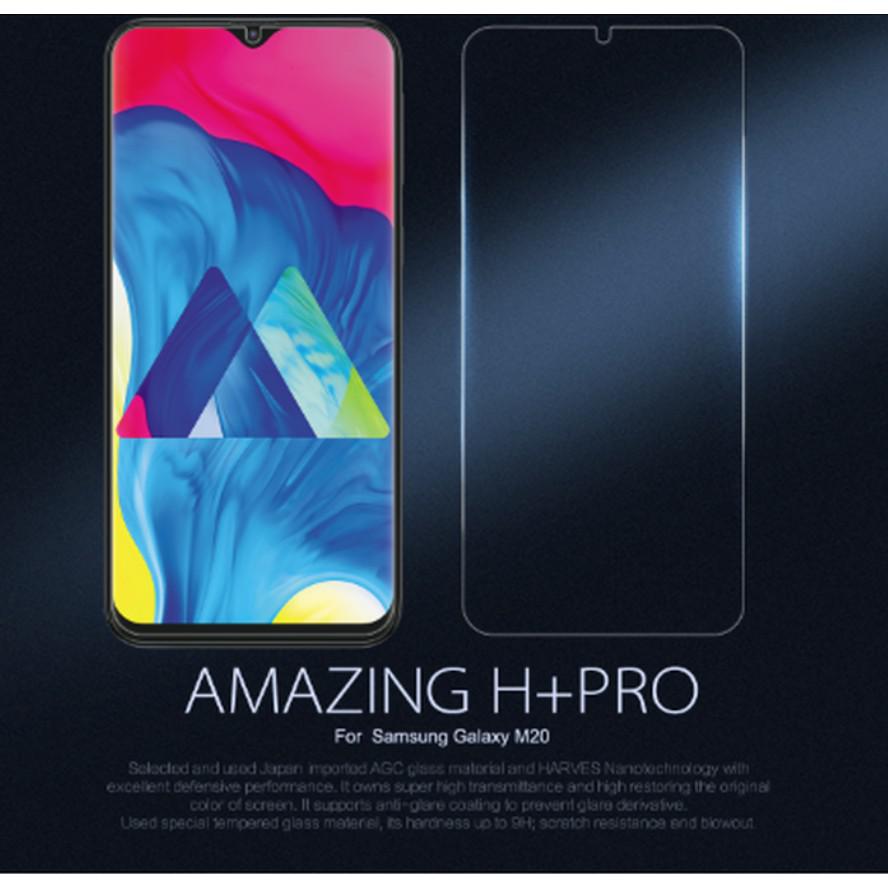 AMAZING H+PRO
For Samsung Galaxy M20
Selected and used Japan imported AGC glass material and HARVES Nanotechnology with
excellent defensive performance. It owns super high transmittance and high restoring the original
color of screen. It supports anti-glare coating to prevent glare derivative.
Used special tempered glass material, its hardness up to 9H; scratch resistance and blowout.